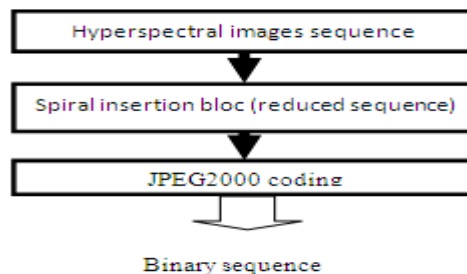 Hyperspectral images sequence
Spiral insertion bloc (reduced sequence)
JPEG2000 coding
Binary sequence